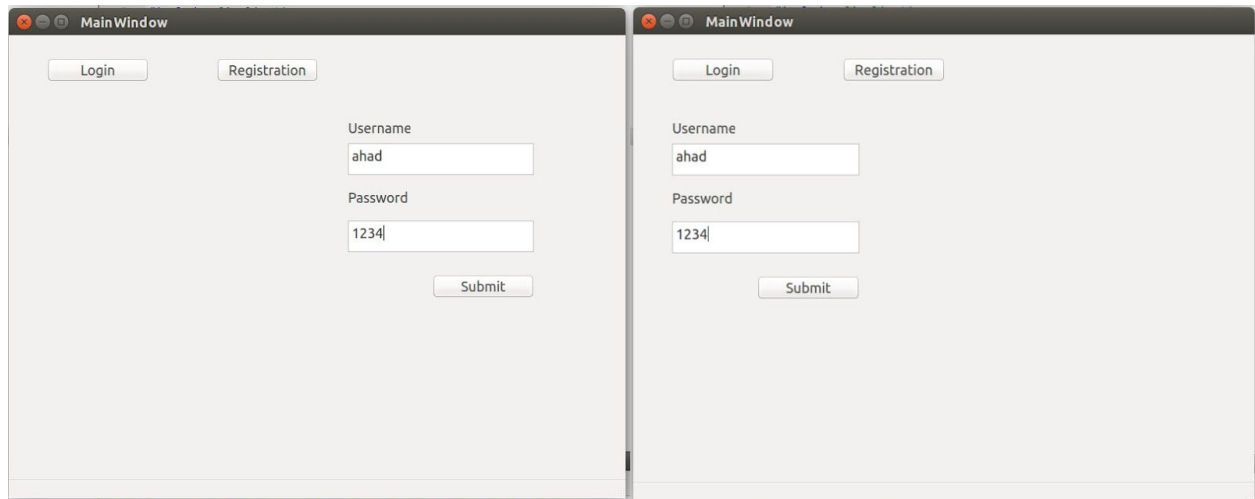 MainWindow
Login Registration
Username
ahad
Password
1234
Submit
MainWindow
Login Registration
Username
ahad
Password
1234
Submit